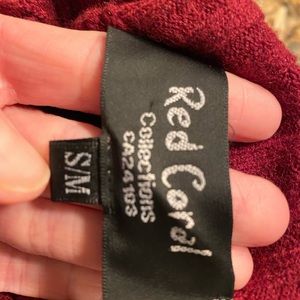 Red Coral
Collections
CA24103
S/M